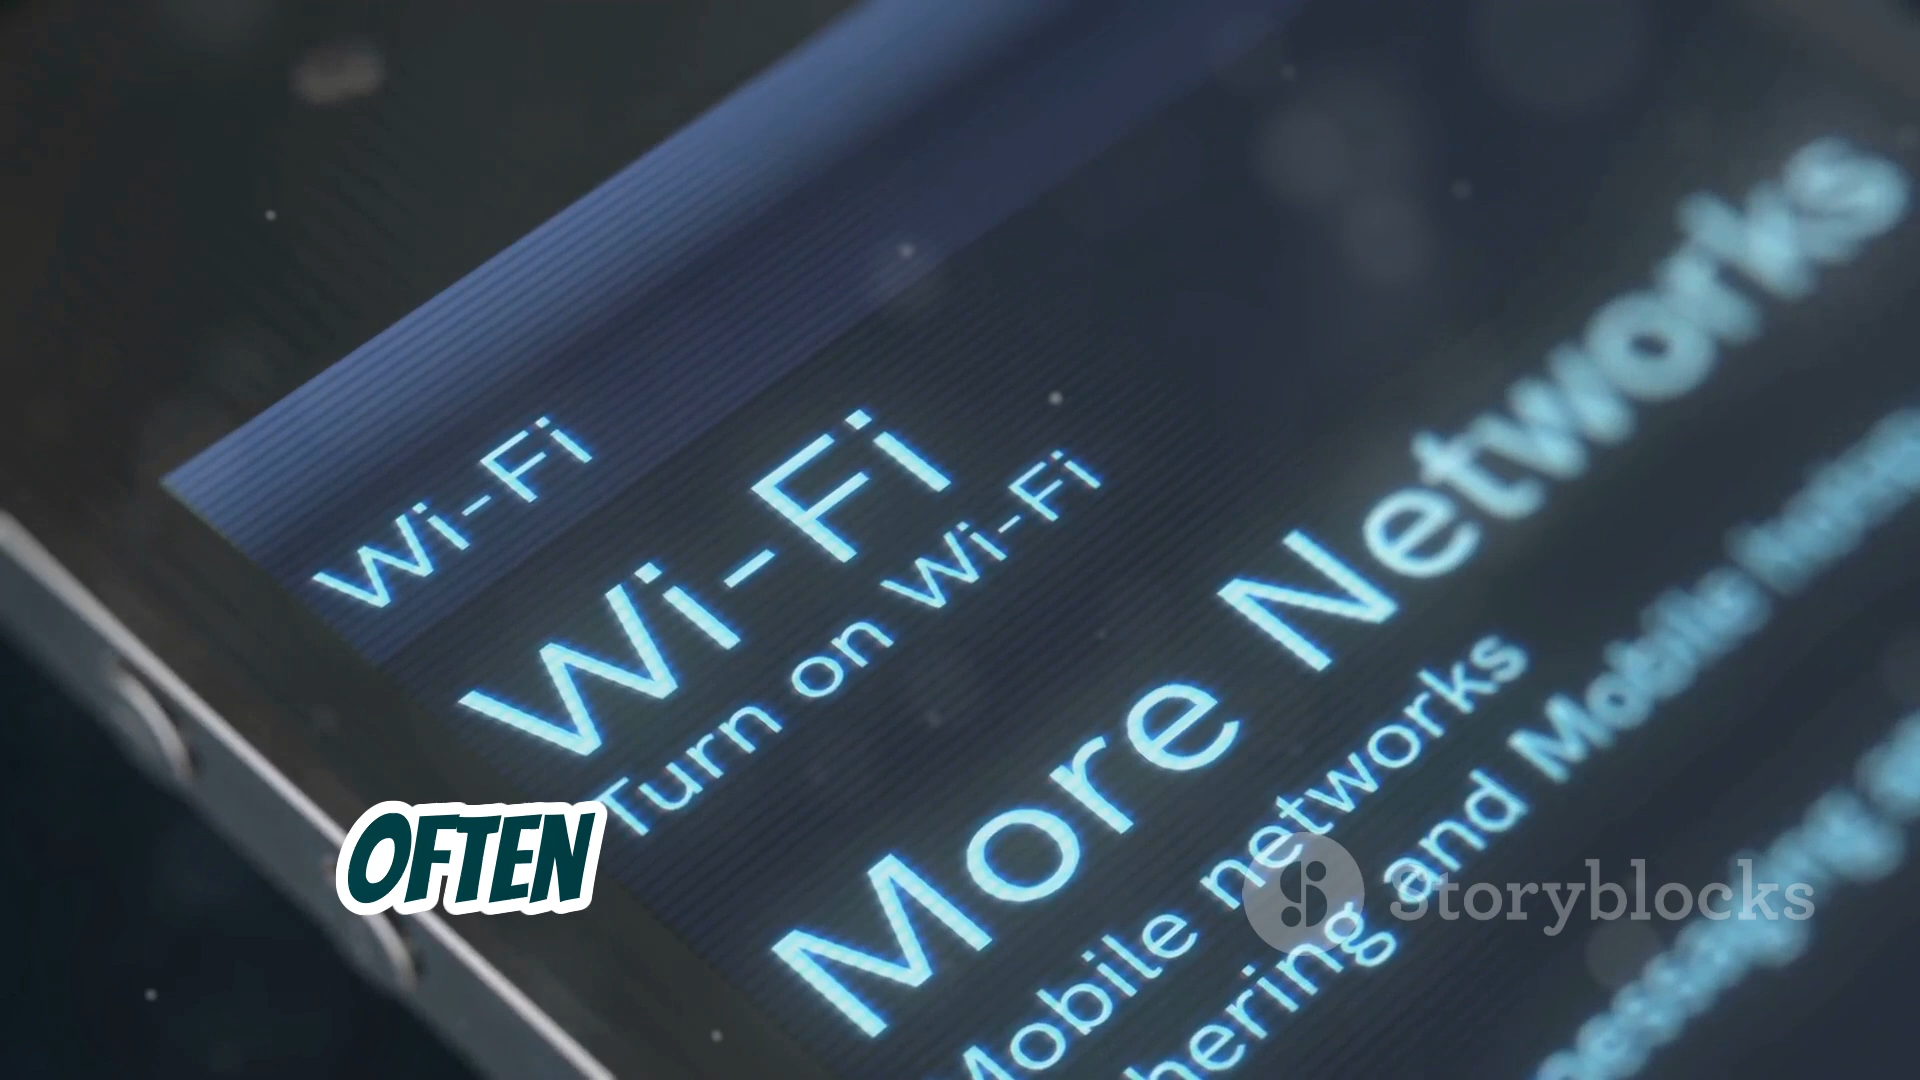 Wi-Fi
Wi-Fi
Turn on Wi-Fi
More Networks
Mobile networks
hering and Mobile
OFTEN
Storyblocks